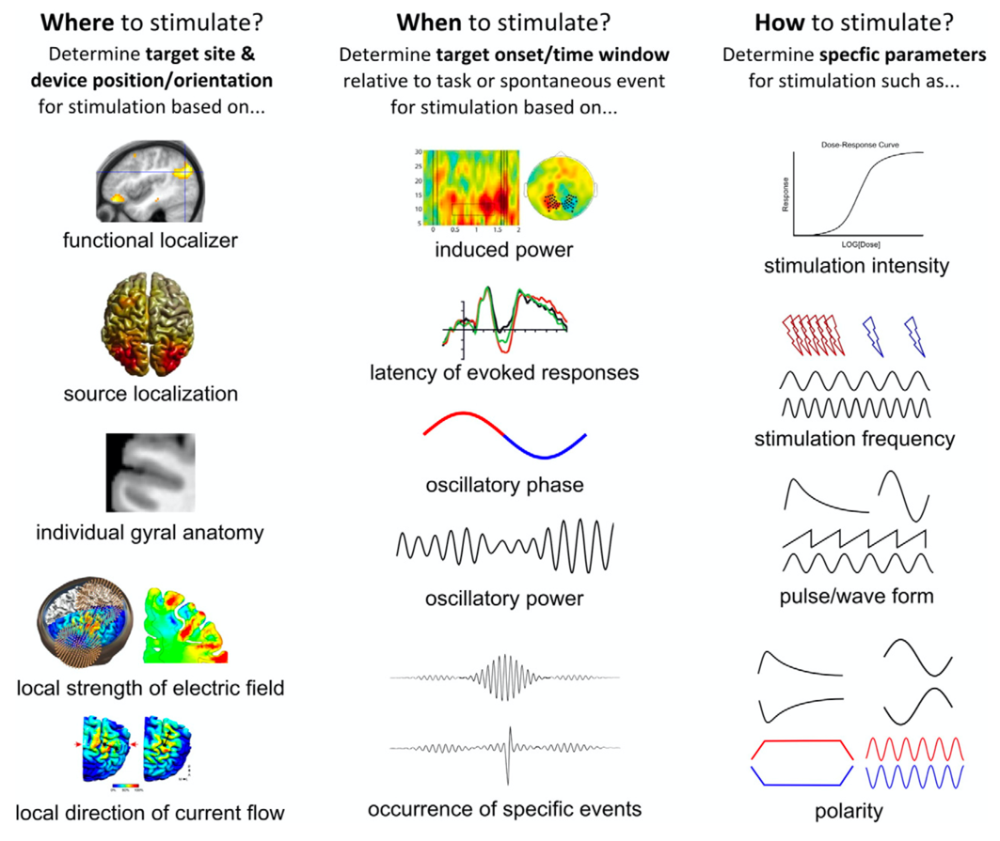 Where to stimulate?
Determine target site &
device position/orientation
for stimulation based on...
functional localizer
source localization
individual gyral anatomy
local strength of electric field
0% 50% 100%
local direction of current flow
When to stimulate?
Determine target onset/time window
relative to task or spontaneous event
for stimulation based on...
30
25
20
15
10
5
0 0.5 1 1.5 2
induced power
latency of evoked responses
oscillatory phase
oscillatory power
occurrence of specific events
How to stimulate?
Determine specfic parameters
for stimulation such as...
Dose-Response Curve
Response
LOG[Dose]
stimulation intensity
stimulation frequency
pulse/wave form
polarity